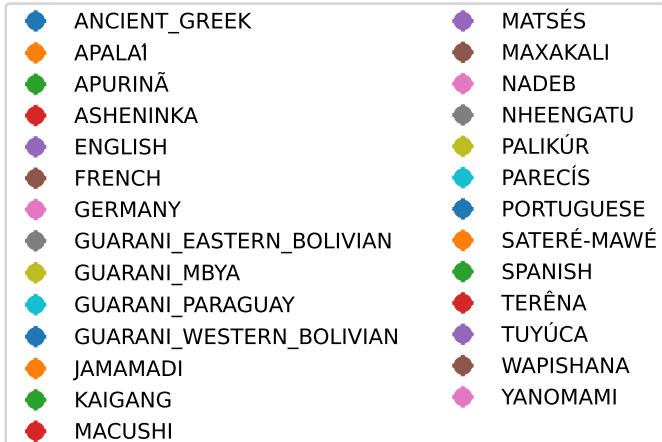 ANCIENT_GREEK
APALAÍ
APURINÃ
ASHENINKA
ENGLISH
FRENCH
GERMANY
GUARANI_EASTERN_BOLIVIAN
GUARANI_MBYA
GUARANI_PARAGUAY
GUARANI_WESTERN_BOLIVIAN
JAMAMADI
KAIGANG
MACUSHI
MATSÉS
MAXAKALI
NADEB
NHEENGATU
PALIKÚR
PARECÍS
PORTUGUESE
SATERÉ-MAWÉ
SPANISH
TERÊNA
TUYÚCA
WAPISHANA
YANOMAMI